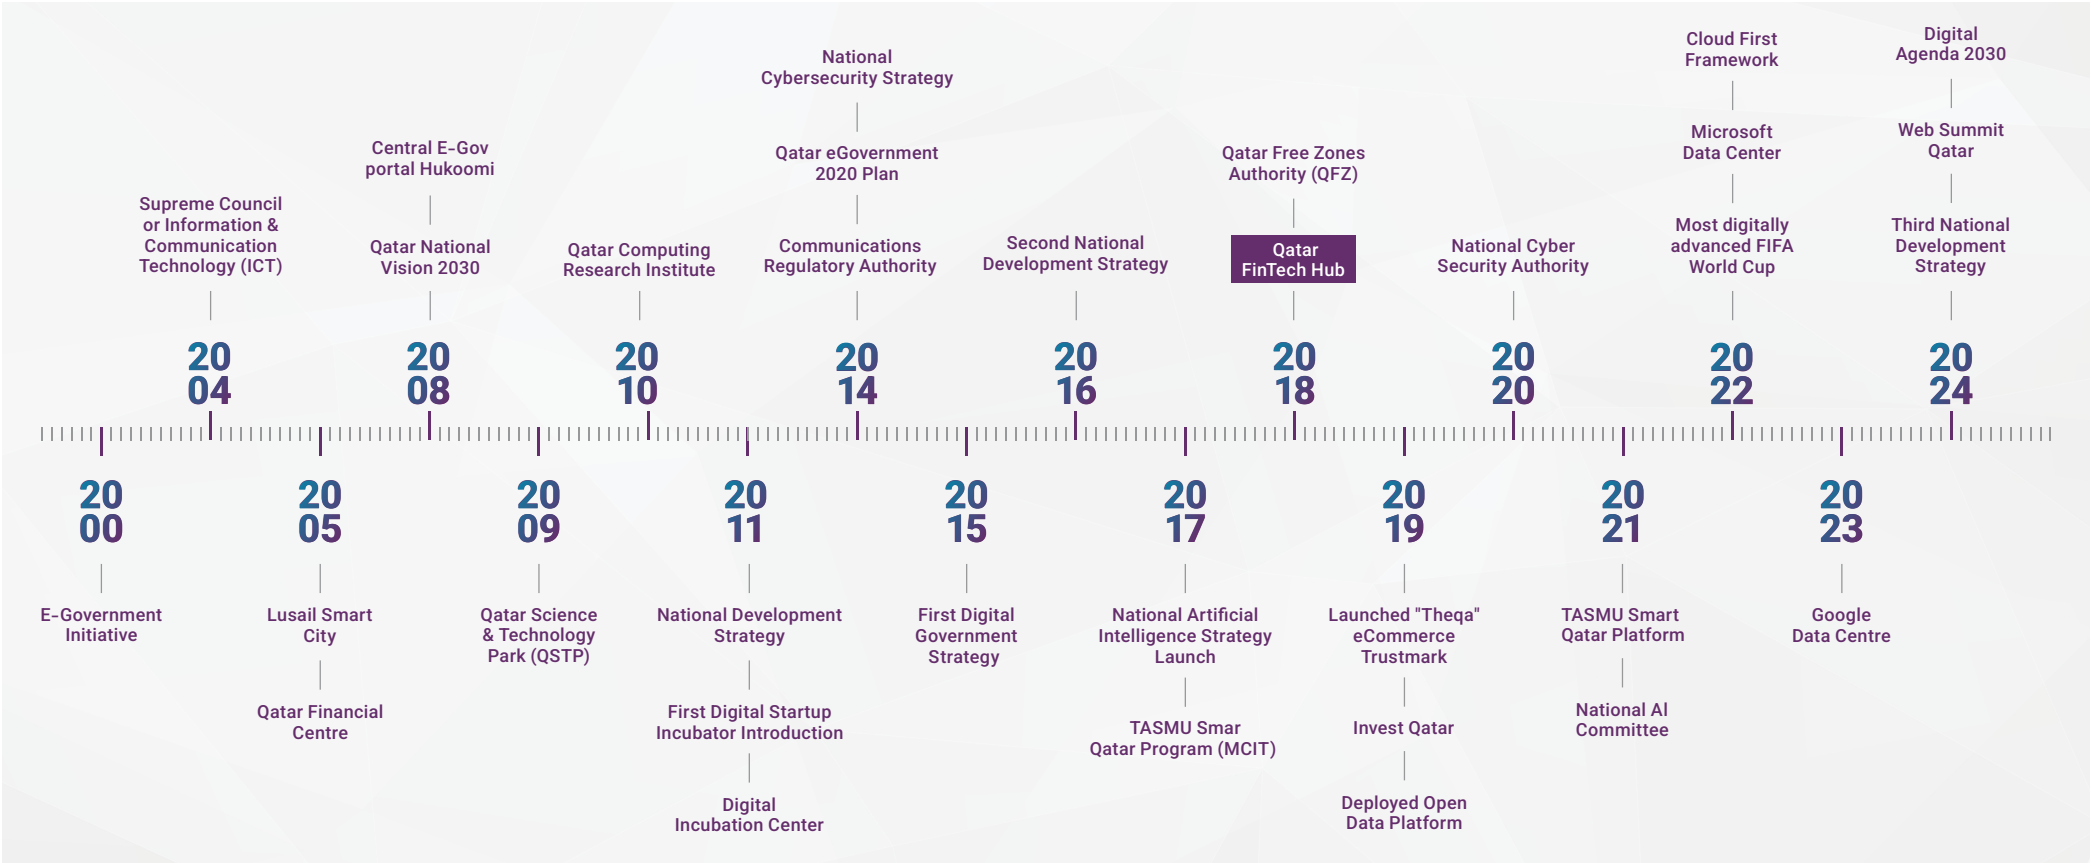 Supreme Council
or Information &
Communication
Technology (ICT)
20
04
Central E-Gov
portal Hukoomi
Qatar National
Vision 2030
20
08
Qatar Computing
Research Institute
20
10
National
Cybersecurity Strategy
Qatar eGovernment
2020 Plan
Communications
Regulatory Authority
20
14
Second National
Development Strategy
20
16
Qatar Free Zones
Authority (QFZ)
Qatar
FinTech Hub
20
18
National Cyber
Security Authority
20
20
Cloud First
Framework
Microsoft
Data Center
Most digitally
advanced FIFA
World Cup
20
22
Digital
Agenda 2030
Web Summit
Qatar
Third National
Development
Strategy
20
24
20
00
E-Government
Initiative
20
05
Lusail Smart
City
Qatar Financial
Centre
20
09
Qatar Science
& Technology
Park (QSTP)
20
11
National Development
Strategy
First Digital Startup
Incubator Introduction
Digital
Incubation Center
20
15
First Digital
Government
Strategy
20
17
National Artificial
Intelligence Strategy
Launch
TASMU Smar
Qatar Program (MCIT)
20
19
Launched "Theqa"
eCommerce
Trustmark
Invest Qatar
Deployed Open
Data Platform
20
21
TASMU Smart
Qatar Platform
National AI
Committee
20
23
Google
Data Centre